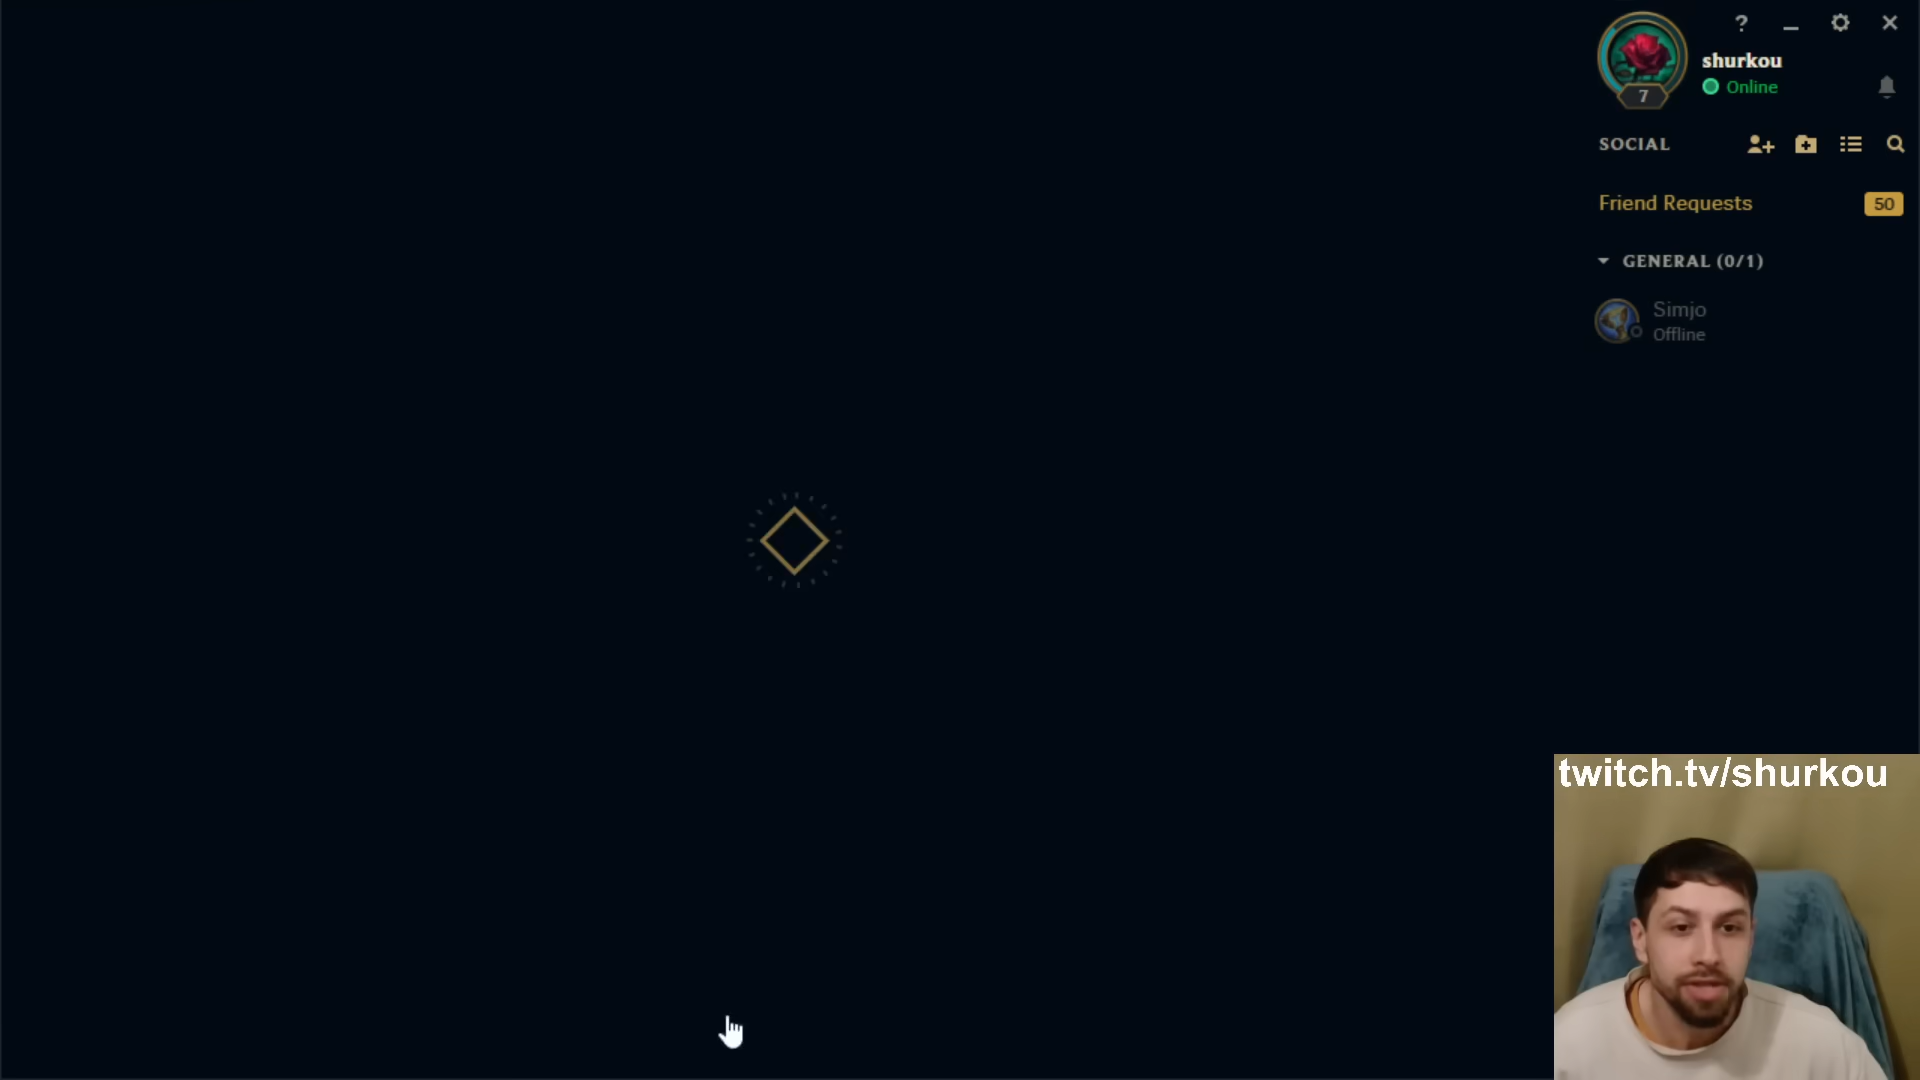 ?
shurkou
Online
7
SOCIAL
Friend Requests
50
GENERAL (0/1)
Simjo
Offline
twitch.tv/shurkou